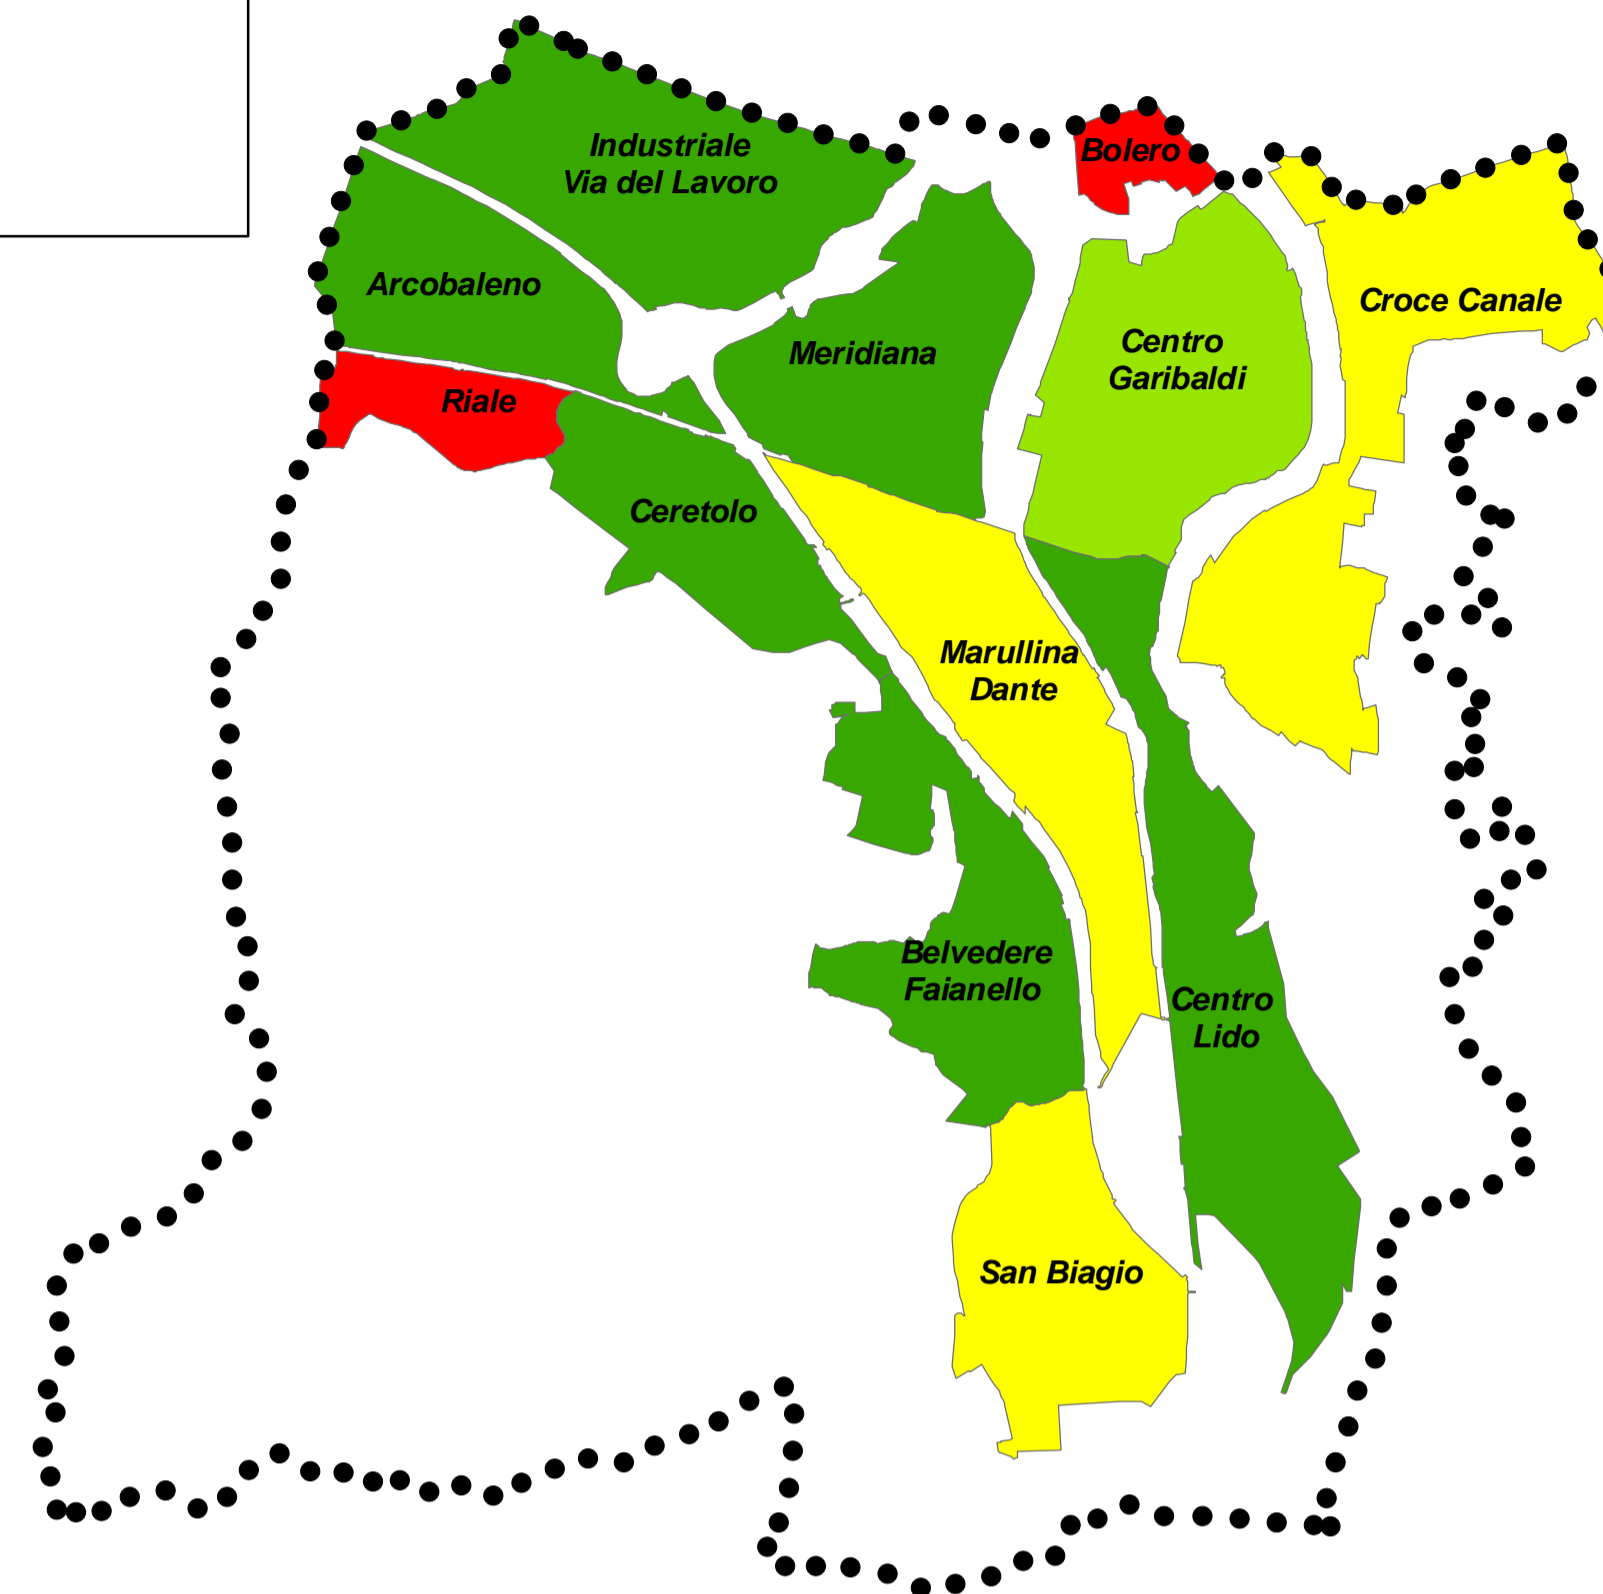 Industriale
Via del Lavoro
Bolero
Arcobaleno
Croce Canale
Meridiana
Centro
Garibaldi
Riale
Ceretolo
Marullina
Dante
Belvedere
Faianello
Centro
Lido
San Biagio